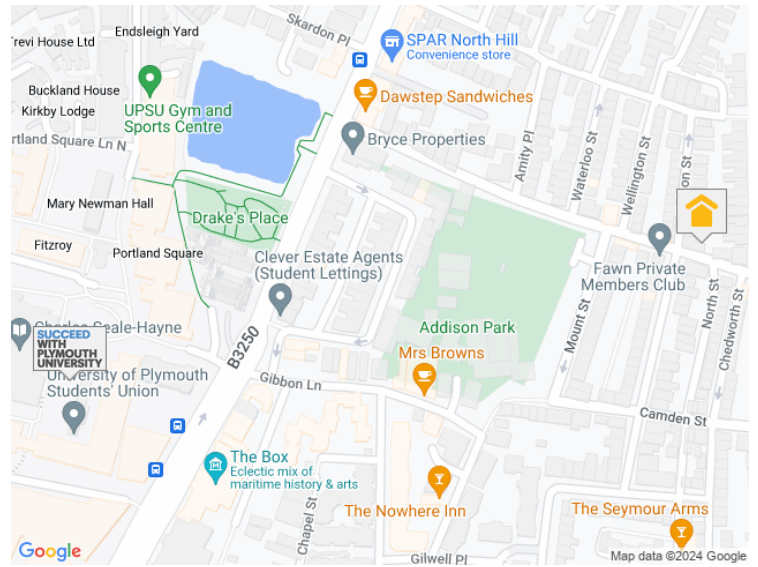 Skardon Pl
Endsleigh Yard
Trevi House Ltd
SPAR North Hill
Convenience store
Buckland House
Kirkby Lodge
UPSU Gym and
Sports Centre
Dawstep Sandwiches
Bryce Properties
Amity Pl
Waterloo St
Wellington St
on St
rtland Square Ln N
Mary Newman Hall
Drake's Place
Fitzroy
Portland Square
Clever Estate Agents
(Student Lettings)
Fawn Private
Members Club
Addison Park
Mount St
North St
Chedworth St
Charles Seale-Hayne
SUCCEED
WITH
PLYMOUTH
UNIVERSITY
B3250
Mrs Browns
University of Plymouth
Students' Union
Gibbon Ln
Camden St
The Box
Eclectic mix of
maritime history & arts
Chapel St
The Nowhere Inn
The Seymour Arms
Gilwell Pl
Google
Map data ©2024 Google